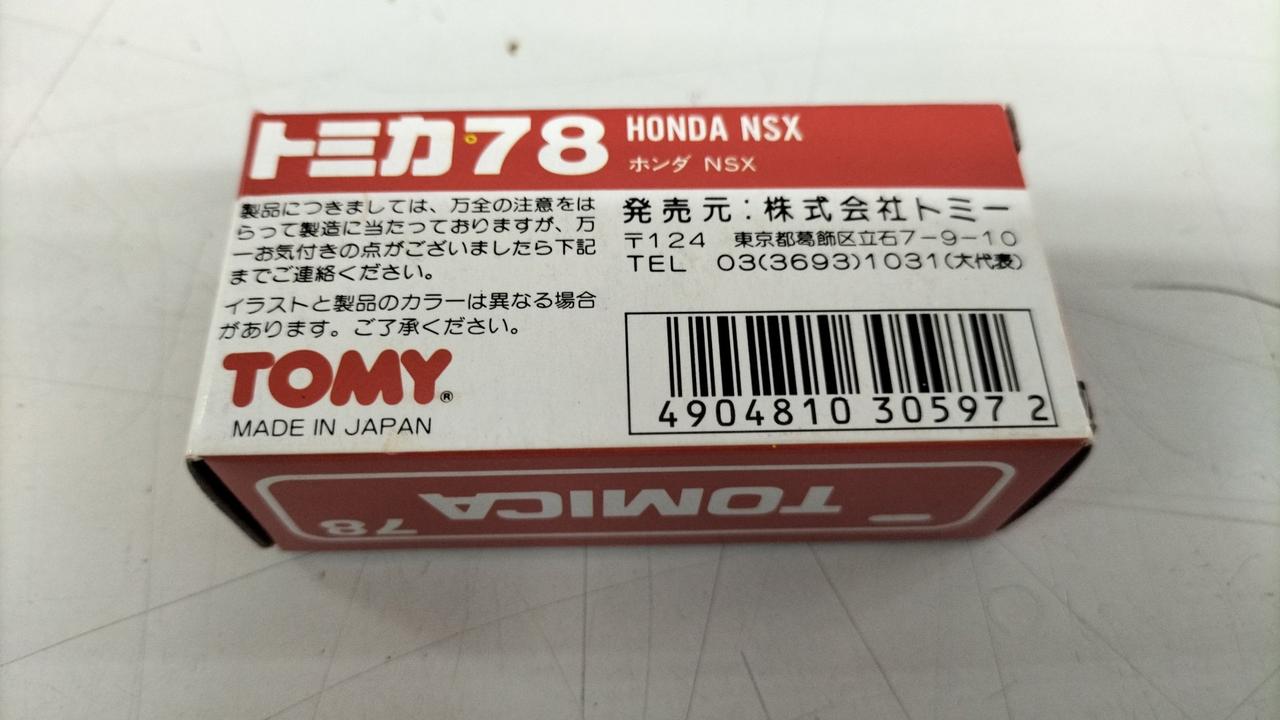 トミカ78 HONDA NSX
ホンダ NSX
製品につきましては、万全の注意をは
らって製造に当たっておりますが、万
一お気付きの点がございましたら下記
までご連絡ください。
イラストと製品のカラーは異なる場合
があります。ご了承ください。
TOMY®
MADE IN JAPAN
発売元:株式会社トミー
〒124 東京都葛飾区立石7-9-10
TEL 03(3693)1031(大代表)
4904810 305972
TOMICA
78